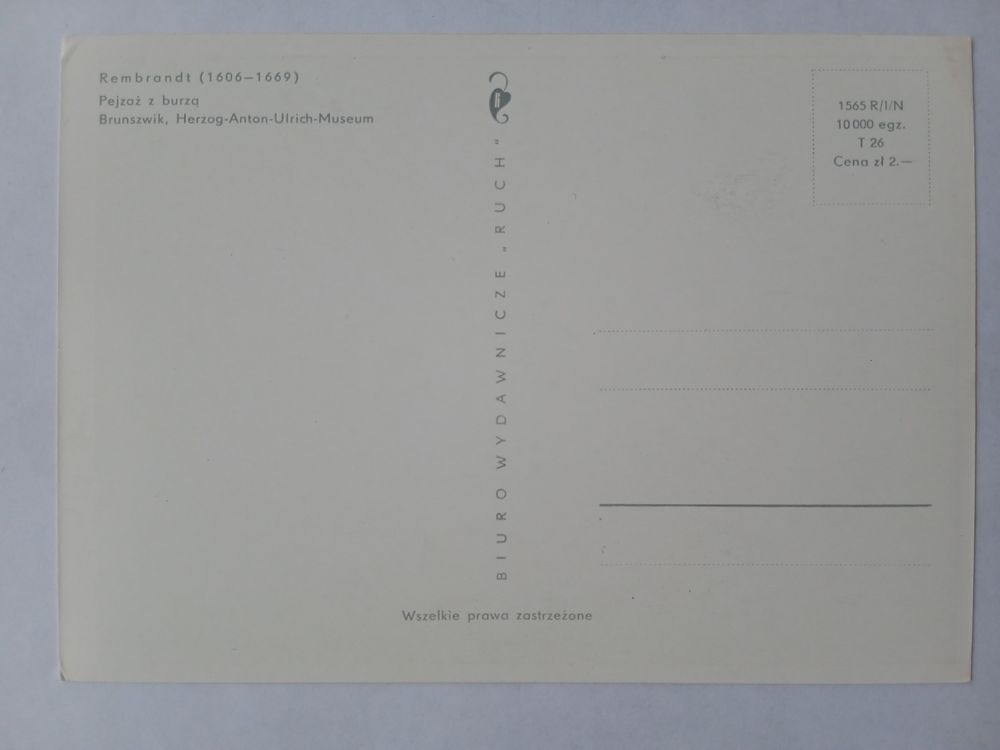 Rembrandt (1606–1669)
Pejzaż z burzą
Brunszwik, Herzog-Anton-Ulrich-Museum
BIURO WYDAWNICZE „RUCH"
1565 R/I/N
10 000 egz.
T 26
Cena zł 2.—
Wszelkie prawa zastrzeżone